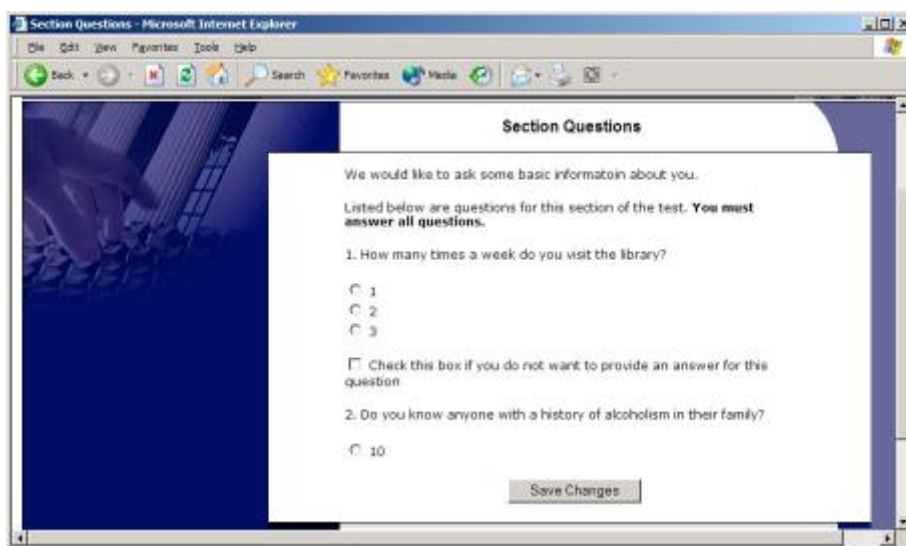 Section Questions - Microsoft Internet Explorer
File Edit View Favorites Tools Help
Back Search Favorites Media
Section Questions
We would like to ask some basic informatoin about you.
Listed below are questions for this section of the test. You must
answer all questions.
1. How many times a week do you visit the library?
1
2
3
Check this box if you do not want to provide an answer for this
question
2. Do you know anyone with a history of alcoholism in their family?
10
Save Changes